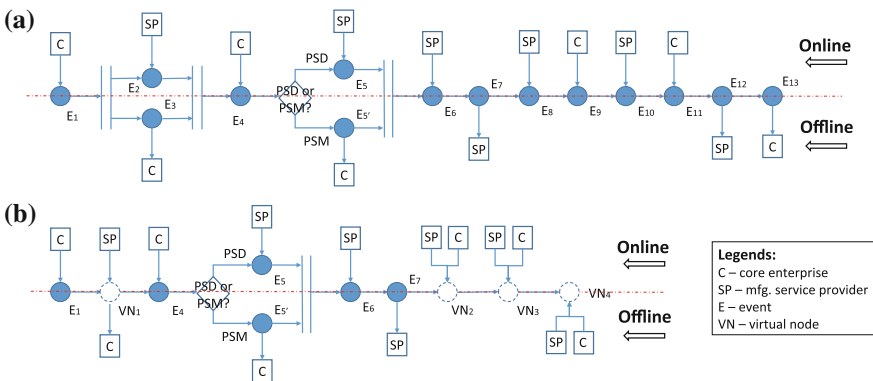 (a)
C
SP
C
SP
SP
SP
C
SP
C
Online
PSD
E1
E2
E3
E4
PSD or
PSM?
E5
E5'
E6
E7
E8
E9
E10
E11
E12
E13
PSM
C
C
SP
SP
C
Offline
(b)
C
SP
C
SP
SP
SP
C
SP
C
Online
PSD
E1
VN1
E4
PSD or
PSM?
E5
E5'
E6
E7
VN2
VN3
VN4
PSM
C
C
SP
SP
C
Offline
Legends:
C – core enterprise
SP – mfg. service provider
E – event
VN – virtual node